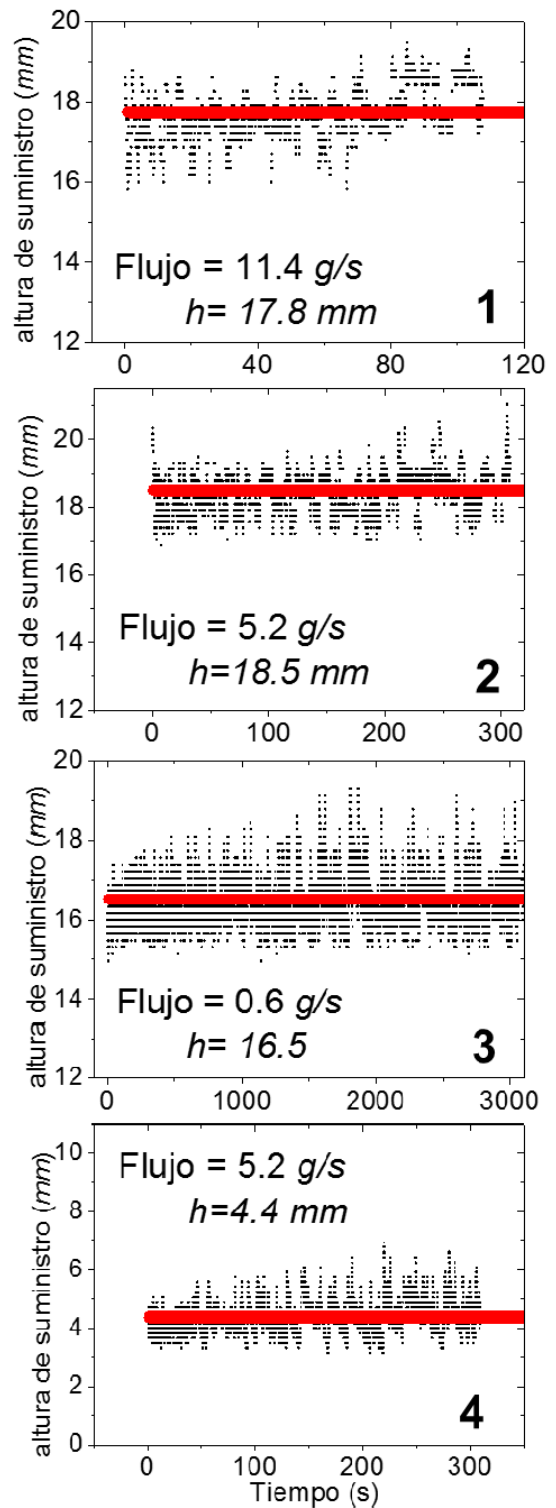 20
18
16
14
12
altura de suministro (mm)
Flujo = 11.4 g/s
h= 17.8 mm
1
0 40 80 120
20
18
16
14
12
altura de suministro (mm)
Flujo = 5.2 g/s
h=18.5 mm
2
0 100 200 300
20
18
16
14
12
altura de suministro (mm)
Flujo = 0.6 g/s
h= 16.5
3
0 1000 2000 3000
10
8
6
4
2
0
altura de suministro (mm)
Flujo = 5.2 g/s
h=4.4 mm
4
0 100 200 300
Tiempo (s)